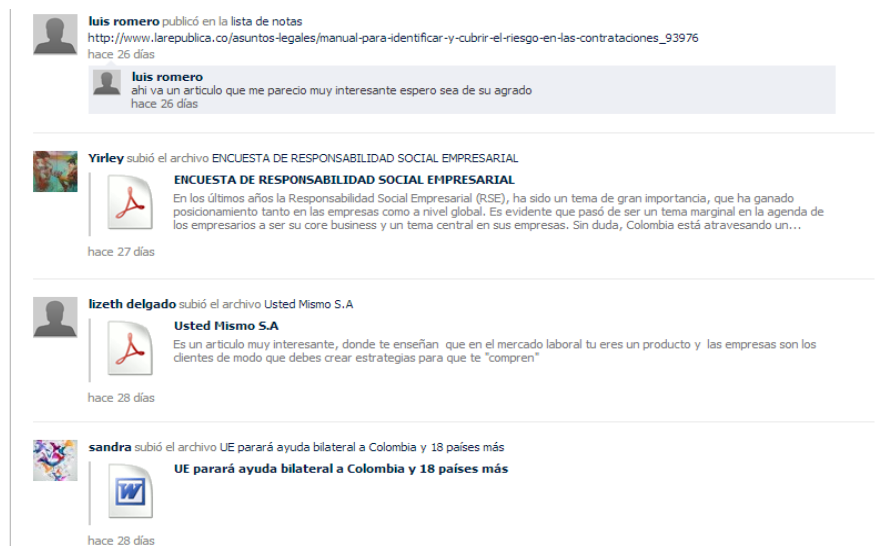 luis romero publicó en la lista de notas
http://www.larepublica.co/asuntos-legales/manual-para-identificar-y-cubrir-el-riesgo-en-las-contrataciones_93976
hace 26 días
luis romero
ahi va un articulo que me parecio muy interesante espero sea de su agrado
hace 26 días
Yirley subió el archivo ENCUESTA DE RESPONSABILIDAD SOCIAL EMPRESARIAL
ENCUESTA DE RESPONSABILIDAD SOCIAL EMPRESARIAL
En los últimos años la Responsabilidad Social Empresarial (RSE), ha sido un tema de gran importancia, que ha ganado
posicionamiento tanto en las empresas como a nivel global. Es evidente que pasó de ser un tema marginal en la agenda de
los empresarios a ser su core business y un tema central en sus empresas. Sin duda, Colombia está atravesando un...
hace 27 días
lizeth delgado subió el archivo Usted Mismo S.A
Usted Mismo S.A
Es un articulo muy interesante, donde te enseñan que en el mercado laboral tu eres un producto y las empresas son los
clientes de modo que debes crear estrategias para que te "compren"
hace 28 días
sandra subió el archivo UE parará ayuda bilateral a Colombia y 18 países más
UE parará ayuda bilateral a Colombia y 18 países más
W
hace 28 días